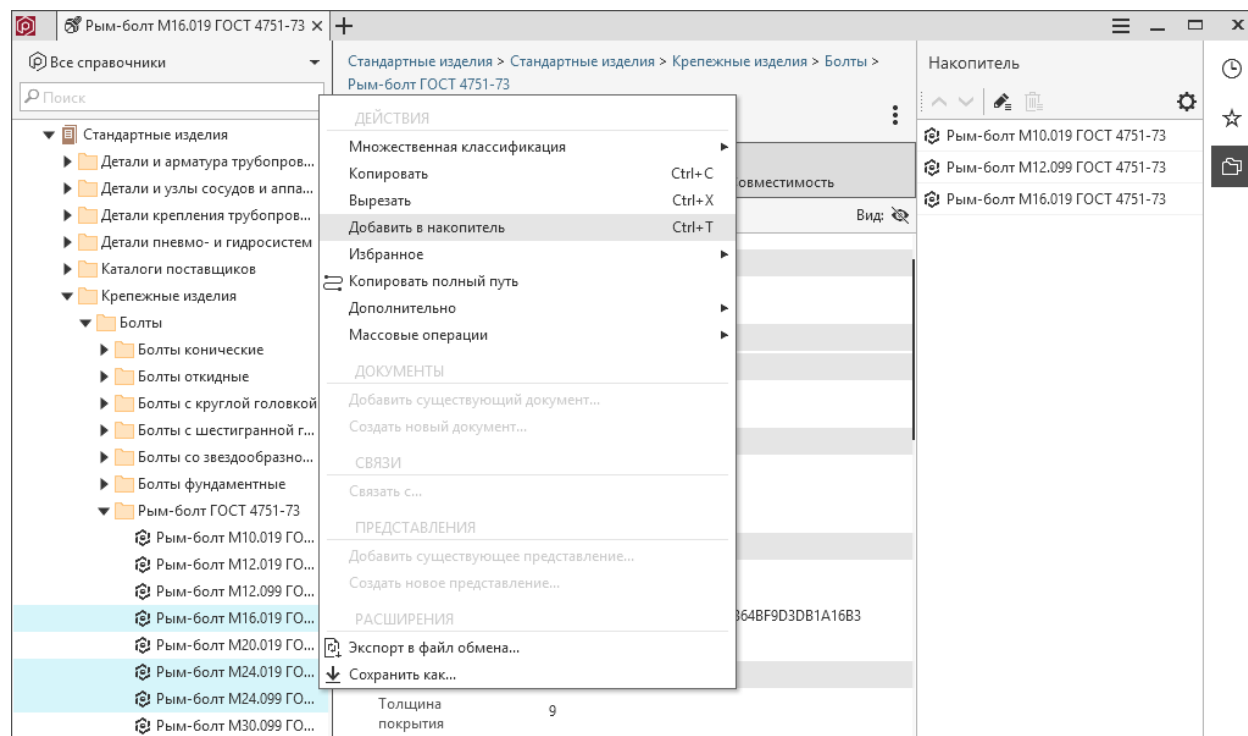 Рым-болт М16.019 ГОСТ 4751-73
Все справочники
Поиск
Стандартные изделия
Детали и арматура трубопров...
Детали и узлы сосудов и аппа...
Детали крепления трубопров...
Детали пневмо- и гидросистем
Каталоги поставщиков
Крепежные изделия
Болты
Болты конические
Болты откидные
Болты с круглой головкой
Болты с шестигранной г...
Болты со звездообразно...
Болты фундаментные
Рым-болт ГОСТ 4751-73
Рым-болт М10.019 ГО...
Рым-болт М12.019 ГО...
Рым-болт М12.099 ГО...
Рым-болт М16.019 ГО...
Рым-болт М20.019 ГО...
Рым-болт М24.019 ГО...
Рым-болт М24.099 ГО...
Рым-болт М30.099 ГО...
Стандартные изделия > Стандартные изделия > Крепежные изделия > Болты >
Рым-болт ГОСТ 4751-73
ДЕЙСТВИЯ
Множественная классификация
Копировать Ctrl+C
Вырезать Ctrl+X
Добавить в накопитель Ctrl+T
Избранное
Копировать полный путь
Дополнительно
Массовые операции
ДОКУМЕНТЫ
Добавить существующий документ...
Создать новый документ...
СВЯЗИ
Связать с...
ПРЕДСТАВЛЕНИЯ
Добавить существующее представление...
Создать новое представление...
РАСШИРЕНИЯ
Экспорт в файл обмена...
Сохранить как...
овместимость
Вид:
364BF9D3DB1A16B3
Толщина
покрытия
9
Накопитель
Рым-болт М10.019 ГОСТ 4751-73
Рым-болт М12.099 ГОСТ 4751-73
Рым-болт М16.019 ГОСТ 4751-73